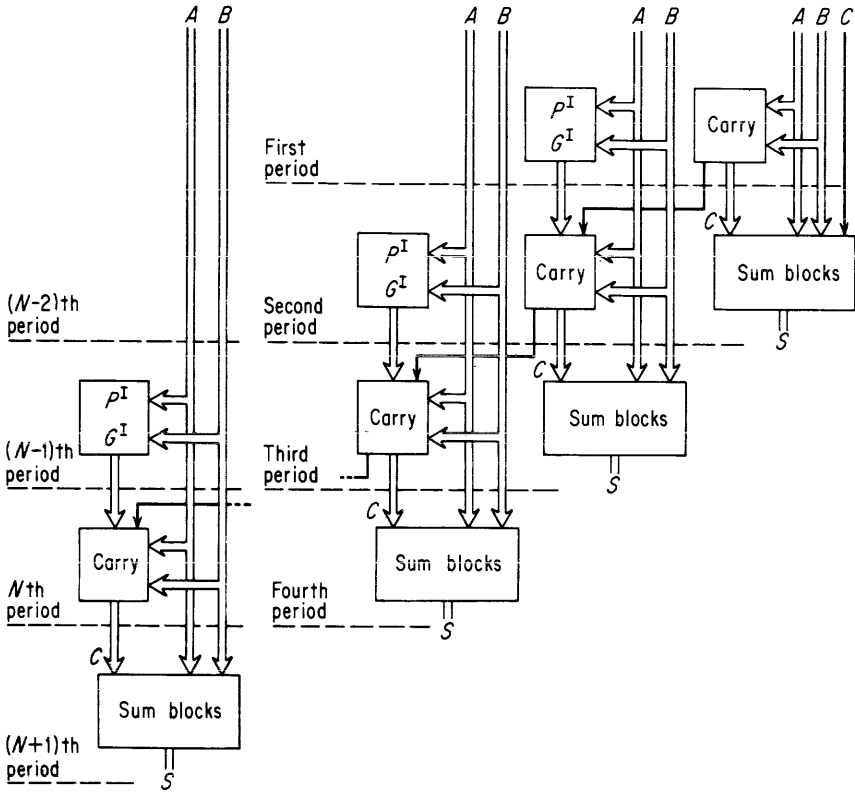 A B A B A B A B C
P^I
G^I
Carry
First
period
C
P^I
G^I
Carry
Sum blocks
(N-2)th
period
Second
period
S
C
P^I
G^I
Carry
Sum blocks
(N-1)th
period
Third
period
S
C
Carry
Sum blocks
Nth
period
Fourth
period
S
C
Sum blocks
(N+1)th
period
S